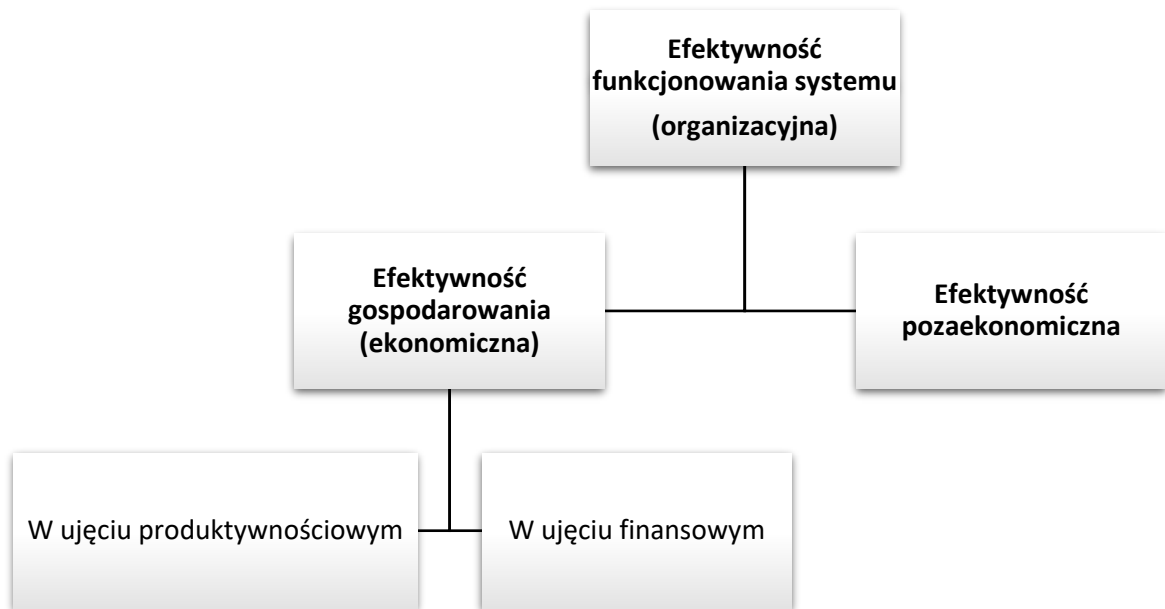 Efektywność
funkcjonowania systemu
(organizacyjna)
Efektywność
gospodarowania
(ekonomiczna)
Efektywność
pozaekonomiczna
W ujęciu produktywnościowym
W ujęciu finansowym